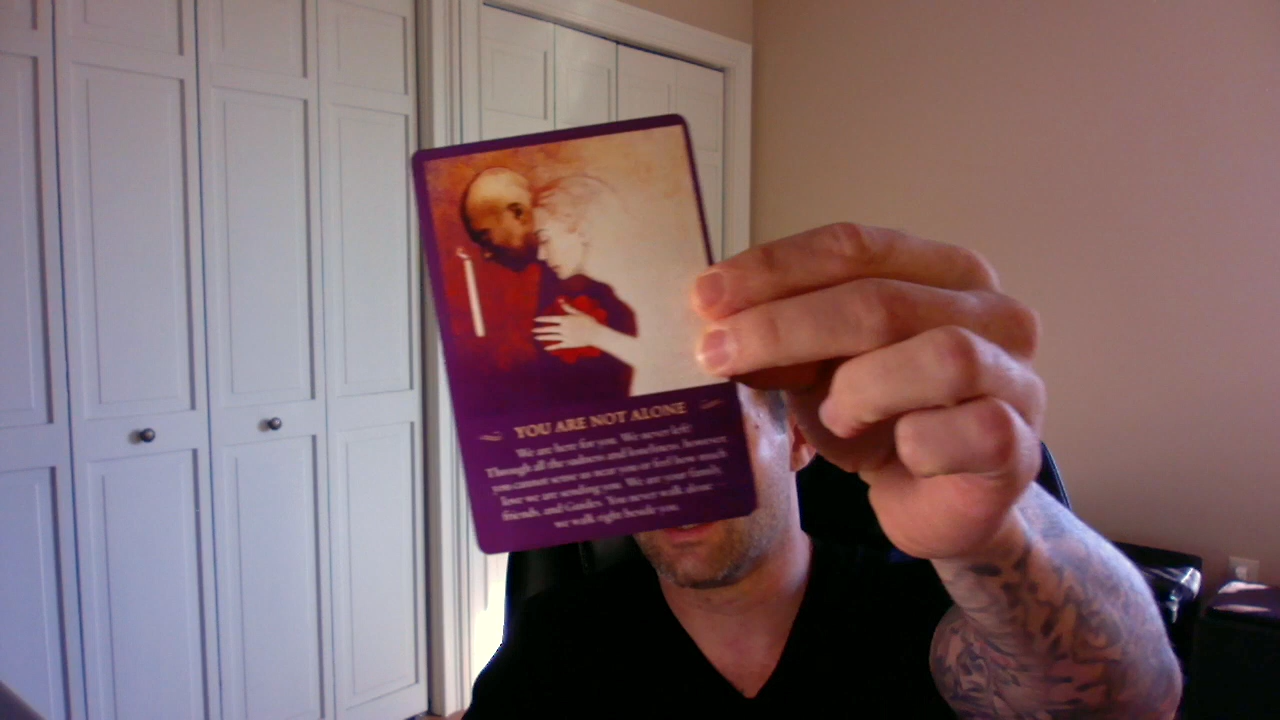 YOU ARE NOT ALONE
We are here for you. We never left!
Through all the sadness and loneliness, however,
you cannot sense us near you or feel how much
love we are sending you. We are your family,
friends, and Guides. You never walk alone
we walk right beside you